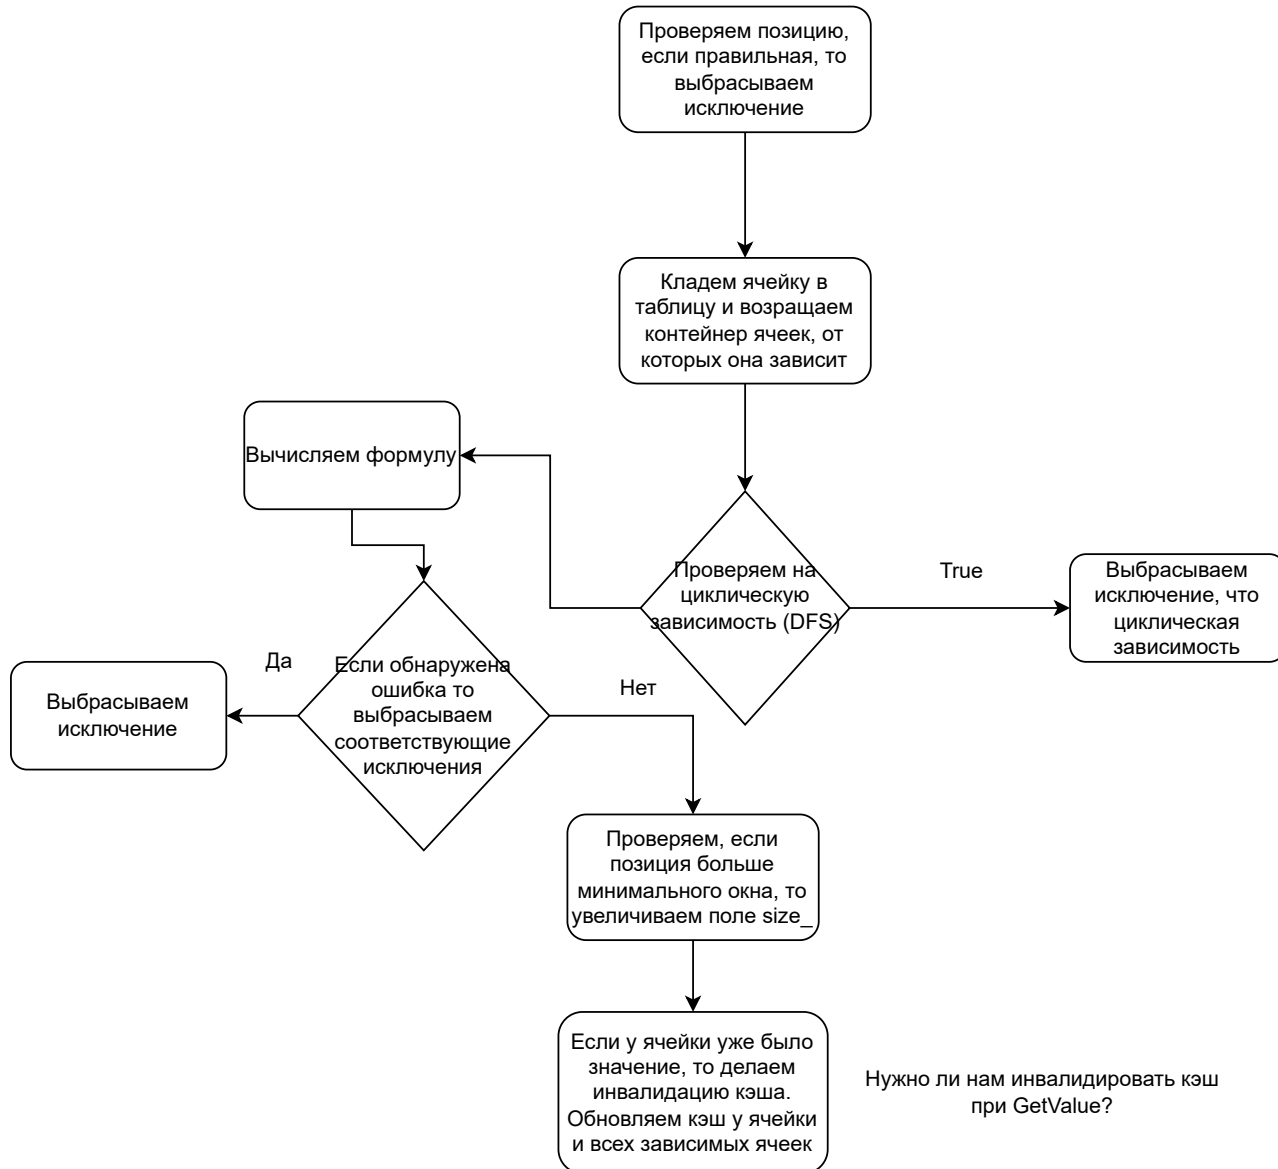 Проверяем позицию,
если правильная, то
выбрасываем
исключение
Кладем ячейку в
таблицу и возращаем
контейнер ячеек, от
которых она зависит
Вычисляем формулу
Проверяем на
циклическую
зависимость (DFS)
True
Выбрасываем
исключение, что
циклическая
зависимость
Да
Если обнаружена
ошибка то
выбрасываем
соответствующие
исключения
Нет
Выбрасываем
исключение
Проверяем, если
позиция больше
минимального окна, то
увеличиваем поле size_
Если у ячейки уже было
значение, то делаем
инвалидацию кэша.
Обновляем кэш у ячейки
и всех зависимых ячеек
Нужно ли нам инвалидировать кэш
при GetValue?